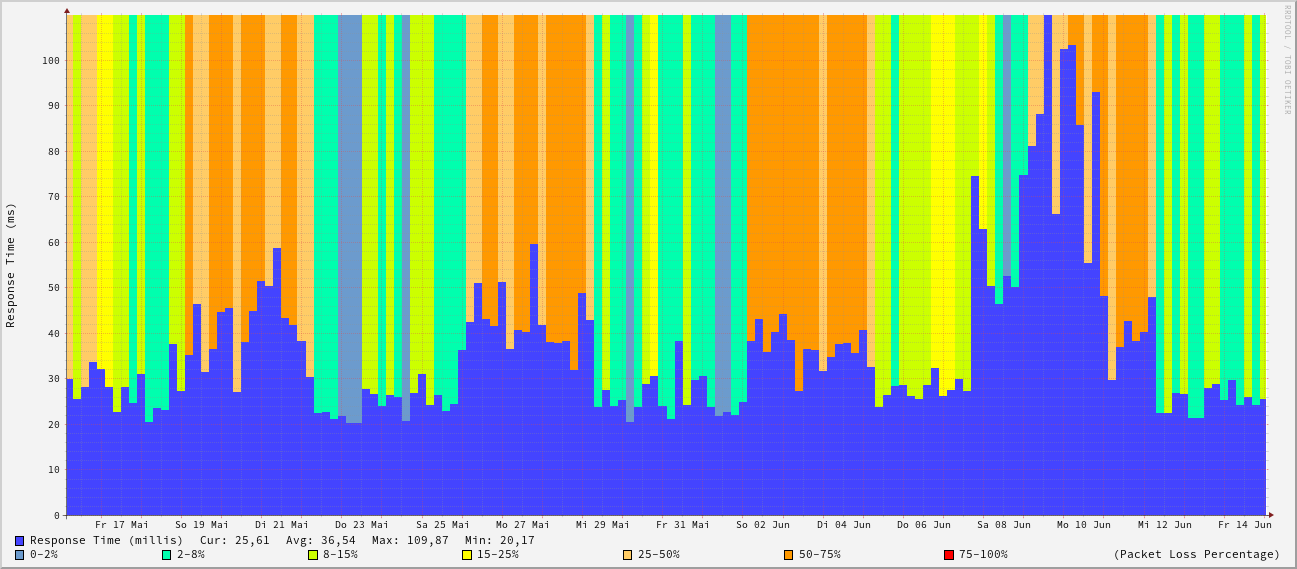 RRDTOOL / TOBI OETIKER
Response Time (ms)
100
90
80
70
60
50
40
30
20
10
0
Fr 17 Mai So 19 Mai Di 21 Mai Do 23 Mai Sa 25 Mai Mo 27 Mai Mi 29 Mai Fr 31 Mai So 02 Jun Di 04 Jun Do 06 Jun Sa 08 Jun Mo 10 Jun Mi 12 Jun Fr 14 Jun
Response Time (millis) Cur: 25,61 Avg: 36,54 Max: 109,87 Min: 20,17
0-2% 2-8% 8-15% 15-25% 25-50% 50-75% 75-100% (Packet Loss Percentage)